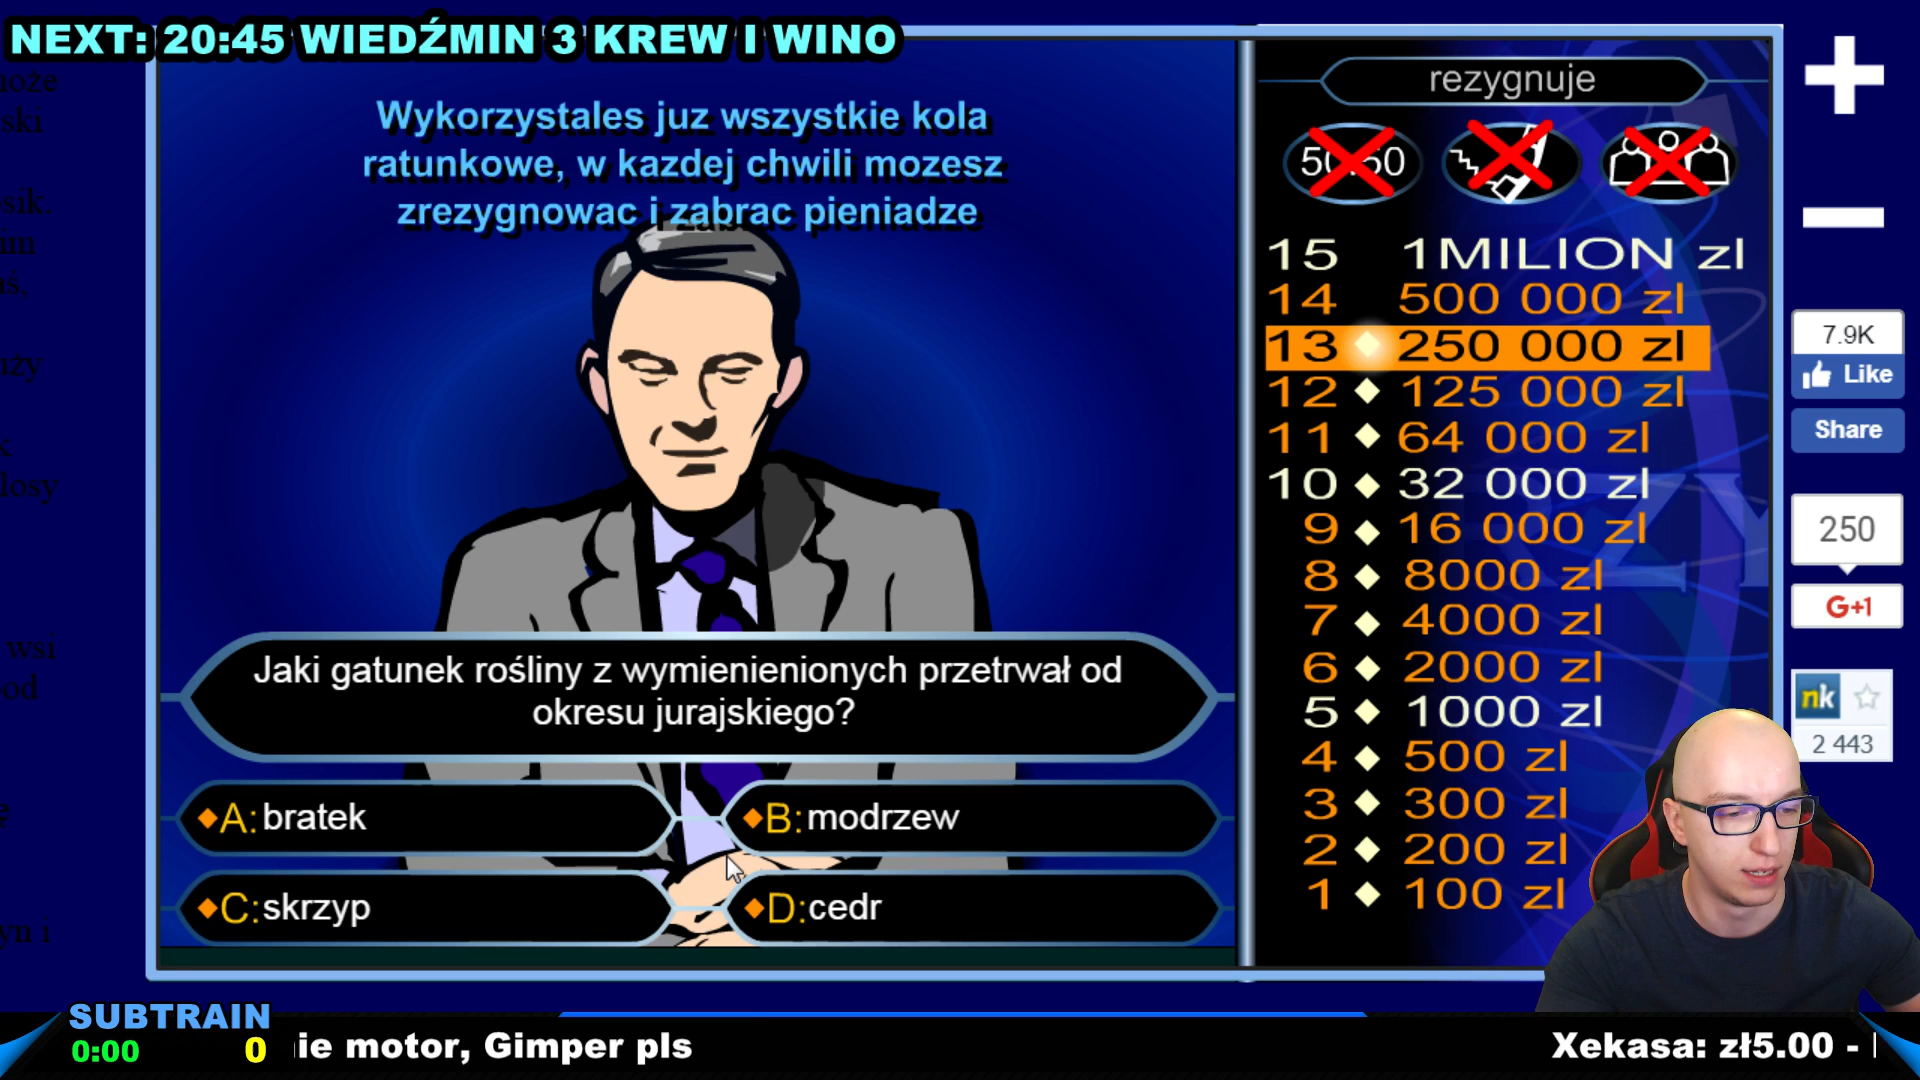 NEXT: 20:45 WIEDŹMIN 3 KREW I WINO
Wykorzystales juz wszystkie kola
ratunkowe, w kazdej chwili mozesz
zrezygnowac i zabrac pieniadze
rezygnuje
15 1MILION zl
14 500 000 zl
13 250 000 zl
12 125 000 zl
11 64 000 zl
10 32 000 zl
9 16 000 zl
8 8000 zl
7 4000 zl
6 2000 zl
5 1000 zl
4 500 zl
3 300 zl
2 200 zl
1 100 zl
Jaki gatunek rośliny z wymienienionych przetrwał od
okresu jurajskiego?
A: bratek
B: modrzew
C: skrzyp
D: cedr
7.9K
Like
Share
250
G+1
nk
2 443
SUBTRAIN
0:00 0
ie motor, Gimper pls
Xekasa: zł5.00 -